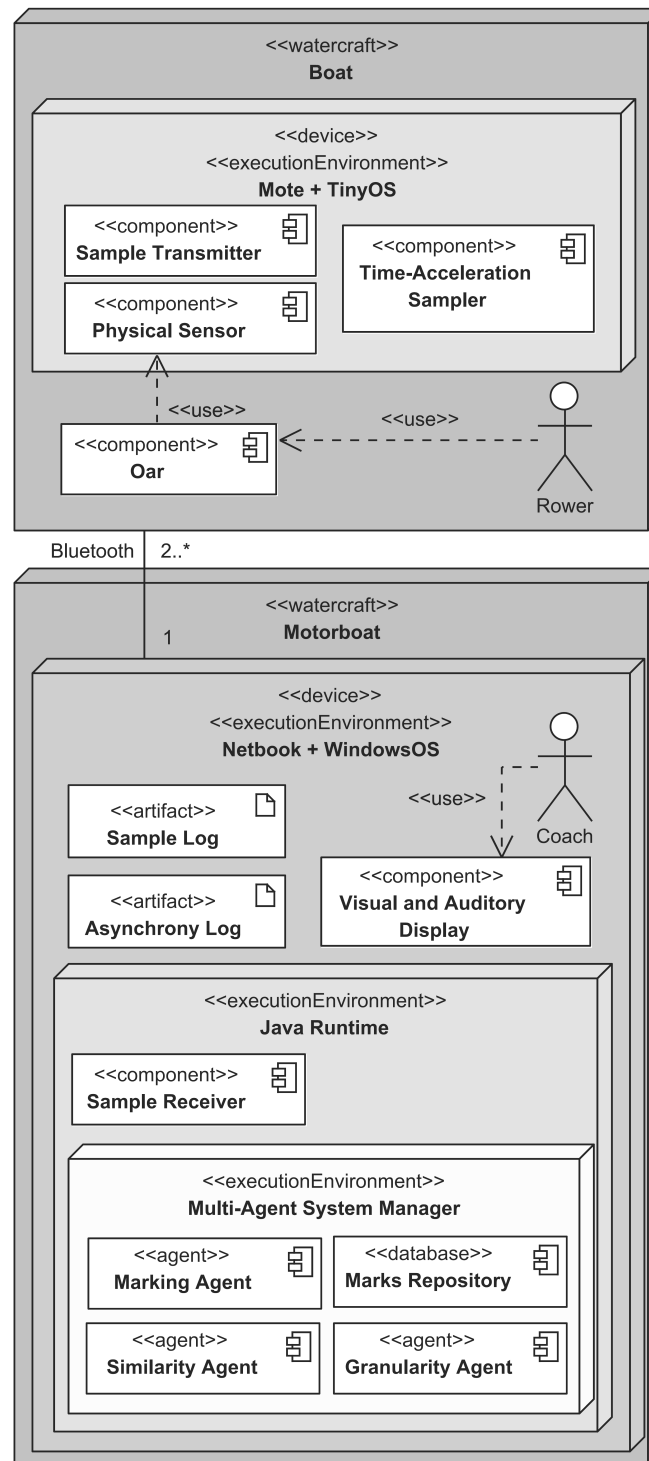 <<watercraft>>
Boat
<<device>>
<<executionEnvironment>>
Mote + TinyOS
<<component>>
Sample Transmitter
<<component>>
Time-Acceleration
Sampler
<<component>>
Physical Sensor
<<use>>
<<use>>
<<component>>
Oar
Rower
Bluetooth
2..*
<<watercraft>>
Motorboat
1
<<device>>
<<executionEnvironment>>
Netbook + WindowsOS
<<use>>
Coach
<<artifact>>
Sample Log
<<component>>
Visual and Auditory
Display
<<artifact>>
Asynchrony Log
<<executionEnvironment>>
Java Runtime
<<component>>
Sample Receiver
<<executionEnvironment>>
Multi-Agent System Manager
<<agent>>
Marking Agent
<<database>>
Marks Repository
<<agent>>
Similarity Agent
<<agent>>
Granularity Agent